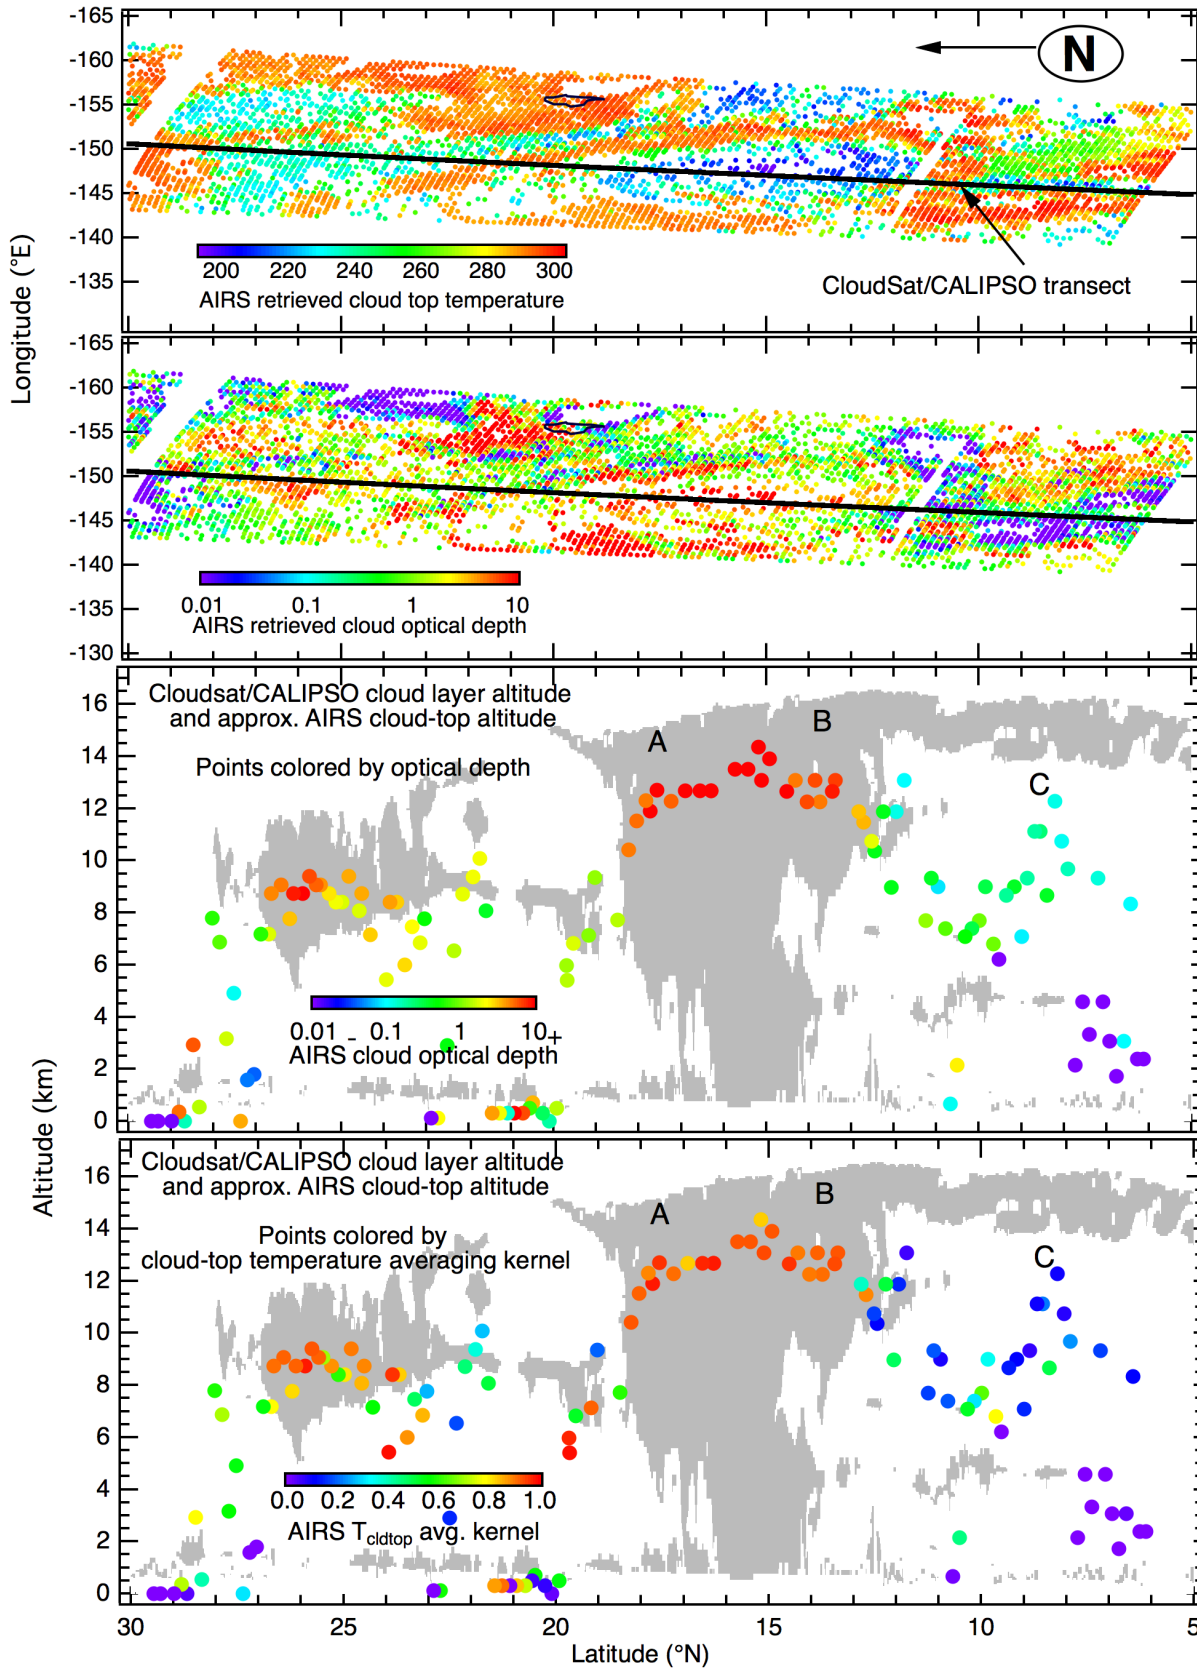 -165
-160
-155
-150
-145
-140
-135
N
200 220 240 260 280 300
AIRS retrieved cloud top temperature
CloudSat/CALIPSO transect
Longitude (°E)
-165
-160
-155
-150
-145
-140
-135
-130
0.01 0.1 1 10
AIRS retrieved cloud optical depth
16
14
12
10
8
6
4
2
0
Cloudsat/CALIPSO cloud layer altitude
and approx. AIRS cloud-top altitude
Points colored by optical depth
A
B
C
0.01 - 0.1 1 10+
AIRS cloud optical depth
Altitude (km)
16
14
12
10
8
6
4
2
0
Cloudsat/CALIPSO cloud layer altitude
and approx. AIRS cloud-top altitude
Points colored by
cloud-top temperature averaging kernel
A
B
C
0.0 0.2 0.4 0.6 0.8 1.0
AIRS Tcldtop avg. kernel
30 25 20 15 10 5
Latitude (°N)